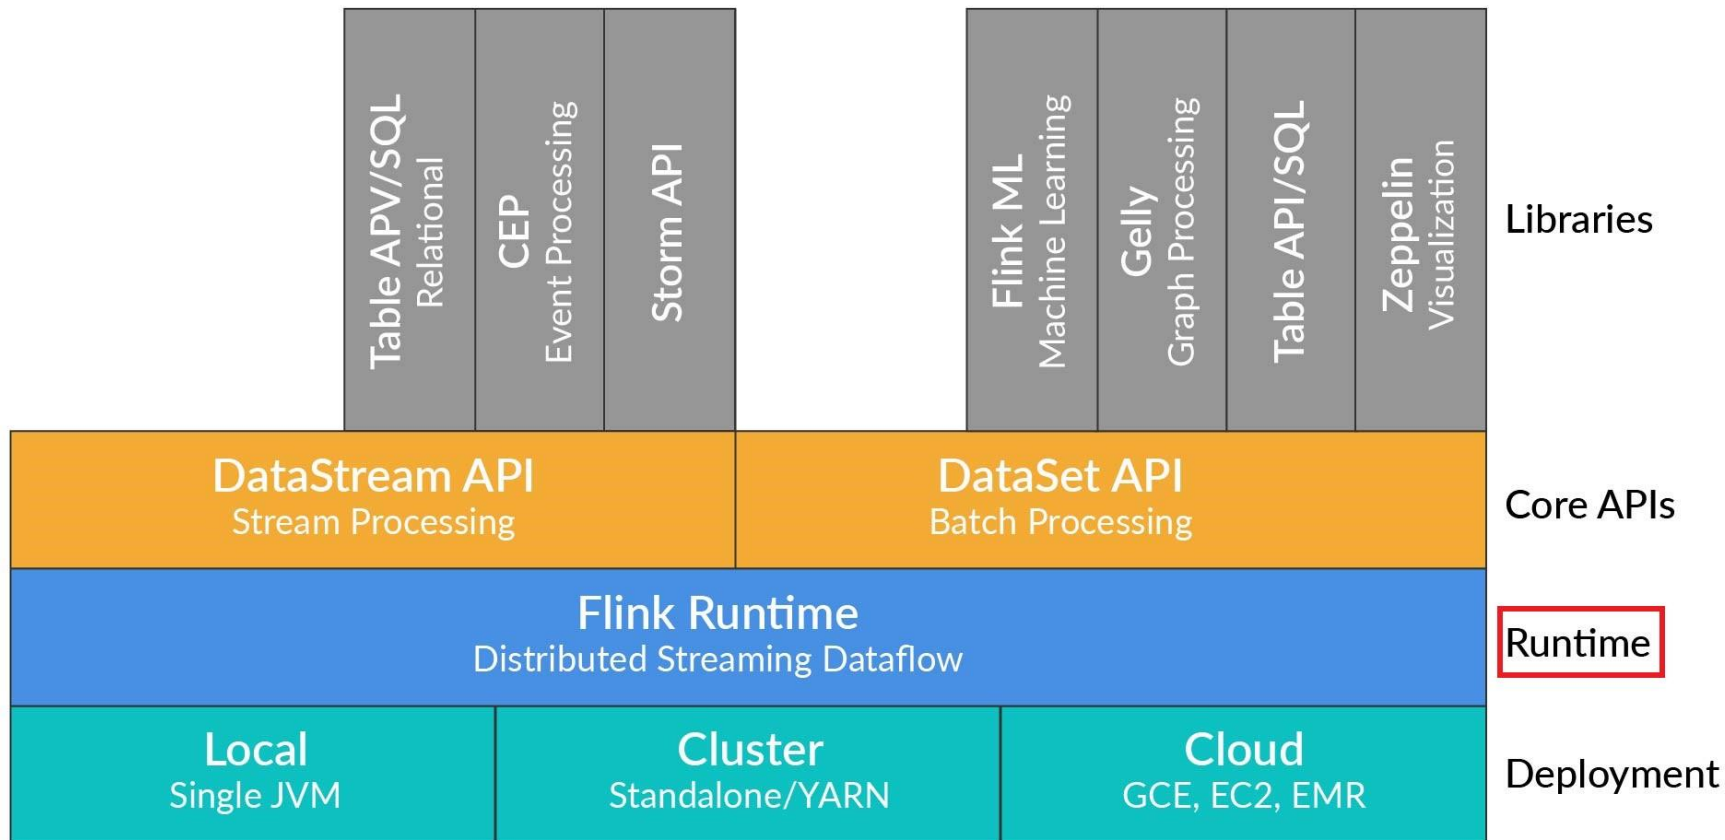 Table APV/SQL
Relational
CEP
Event Processing
Storm API
Flink ML
Machine Learning
Gelly
Graph Processing
Table API/SQL
Zeppelin
Visualization
Libraries
DataStream API
Stream Processing
DataSet API
Batch Processing
Core APIs
Flink Runtime
Distributed Streaming Dataflow
Runtime
Local
Single JVM
Cluster
Standalone/YARN
Cloud
GCE, EC2, EMR
Deployment